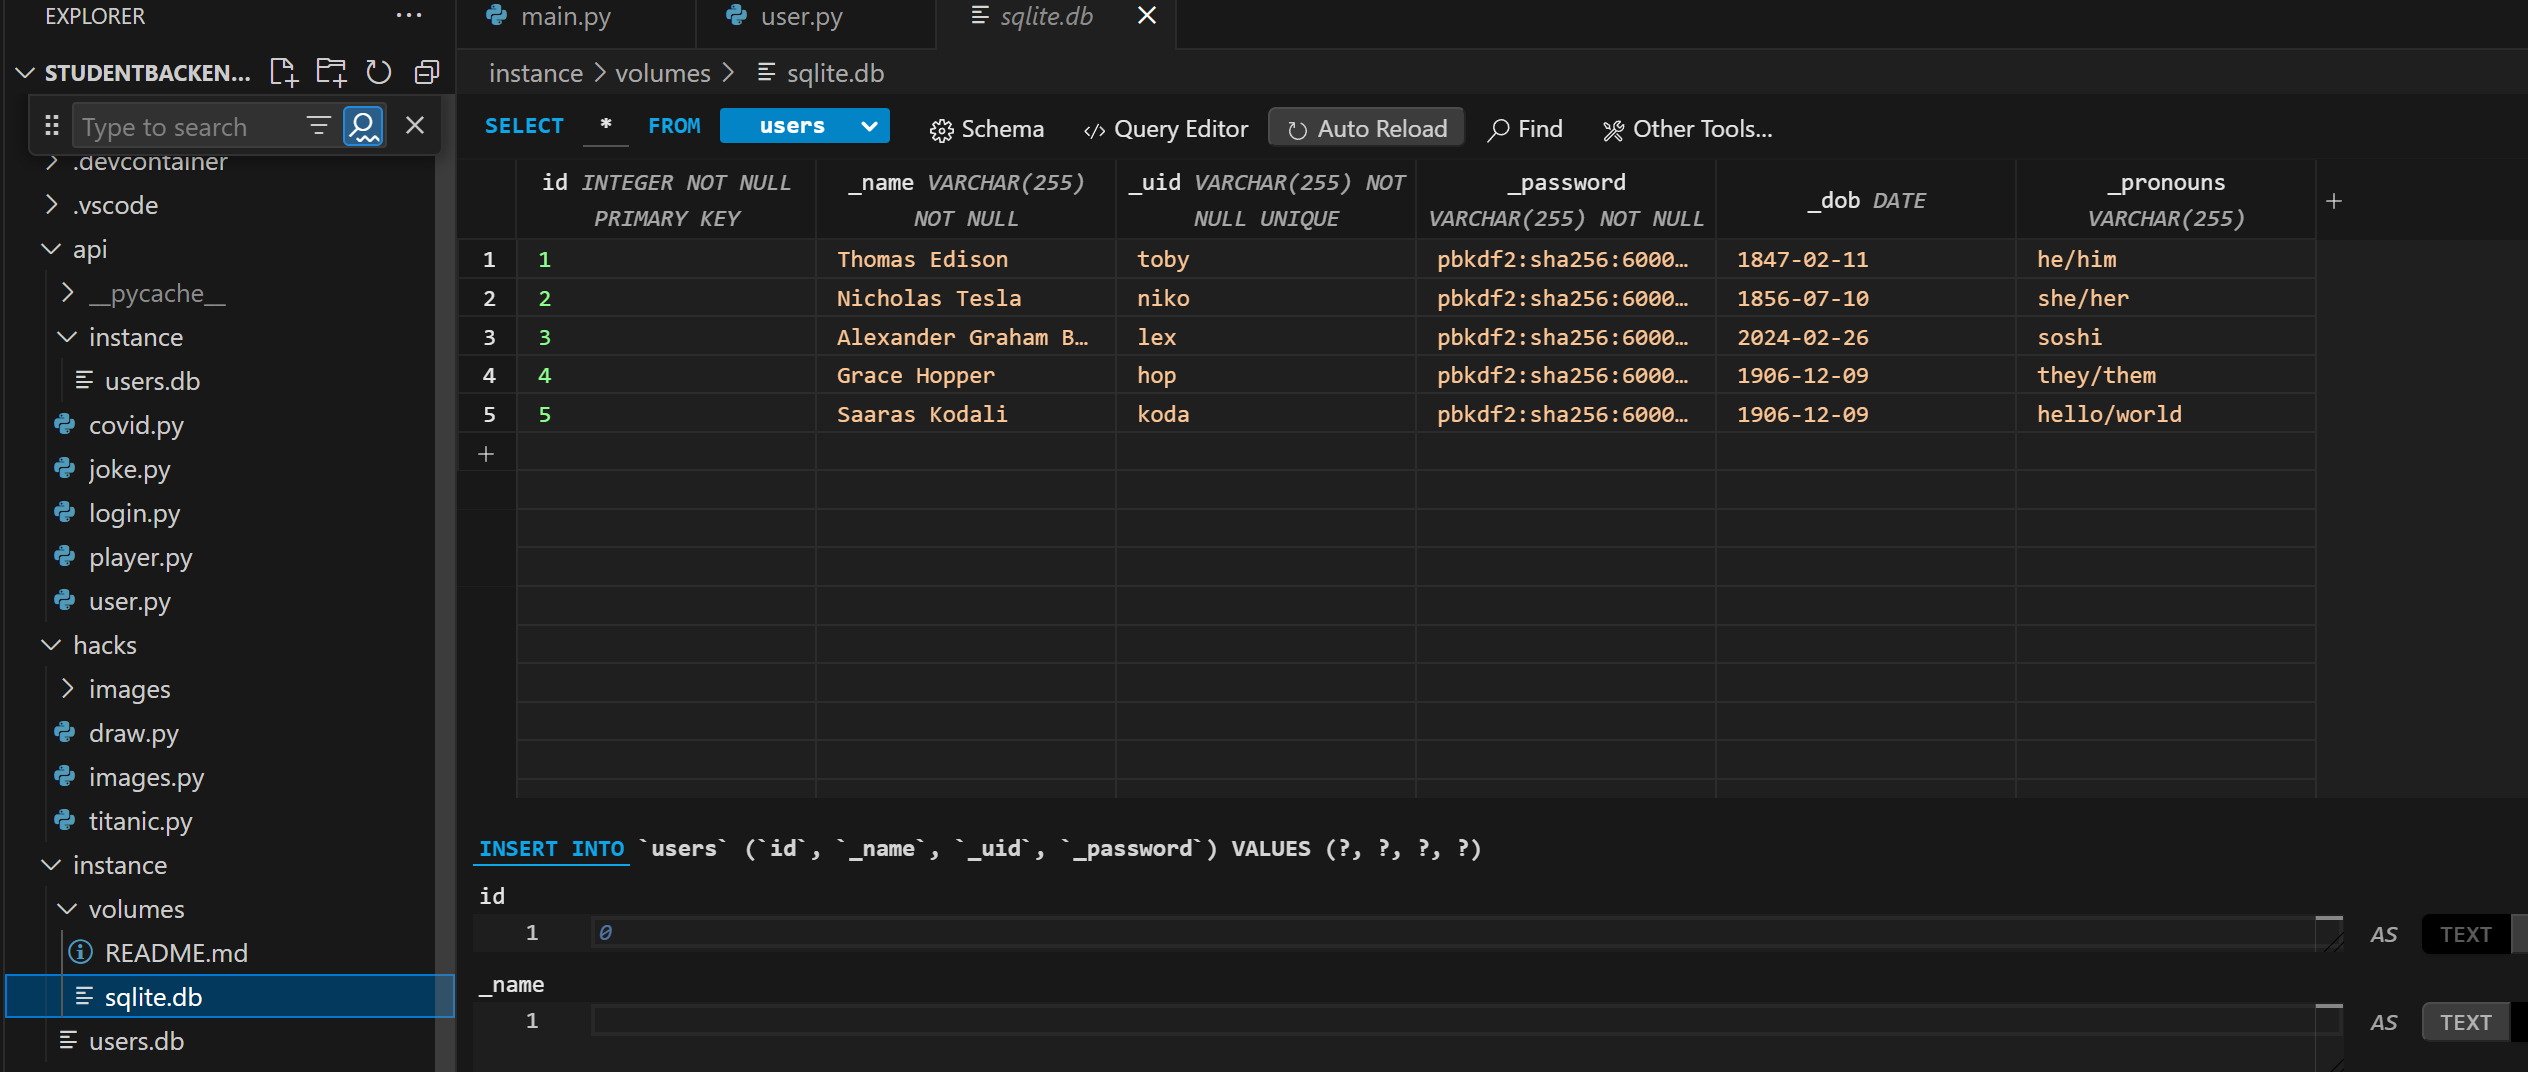 EXPLORER
...
STUDENTBACKEN...
Type to search
.devcontainer
.vscode
api
__pycache__
instance
users.db
covid.py
joke.py
login.py
player.py
user.py
hacks
images
draw.py
images.py
titanic.py
instance
volumes
README.md
sqlite.db
users.db
main.py
user.py
sqlite.db
instance > volumes > sqlite.db
SELECT * FROM users
Schema
Query Editor
Auto Reload
Find
Other Tools...
id INTEGER NOT NULL PRIMARY KEY
_name VARCHAR(255) NOT NULL
_uid VARCHAR(255) NOT NULL UNIQUE
_password VARCHAR(255) NOT NULL
_dob DATE
_pronouns VARCHAR(255)
+
1 1 Thomas Edison toby pbkdf2:sha256:6000… 1847-02-11 he/him
2 2 Nicholas Tesla niko pbkdf2:sha256:6000… 1856-07-10 she/her
3 3 Alexander Graham B… lex pbkdf2:sha256:6000… 2024-02-26 soshi
4 4 Grace Hopper hop pbkdf2:sha256:6000… 1906-12-09 they/them
5 5 Saaras Kodali koda pbkdf2:sha256:6000… 1906-12-09 hello/world
+
INSERT INTO `users` (`id`, `_name`, `_uid`, `_password`) VALUES (?, ?, ?, ?)
id
1 0 AS TEXT
_name
1 AS TEXT